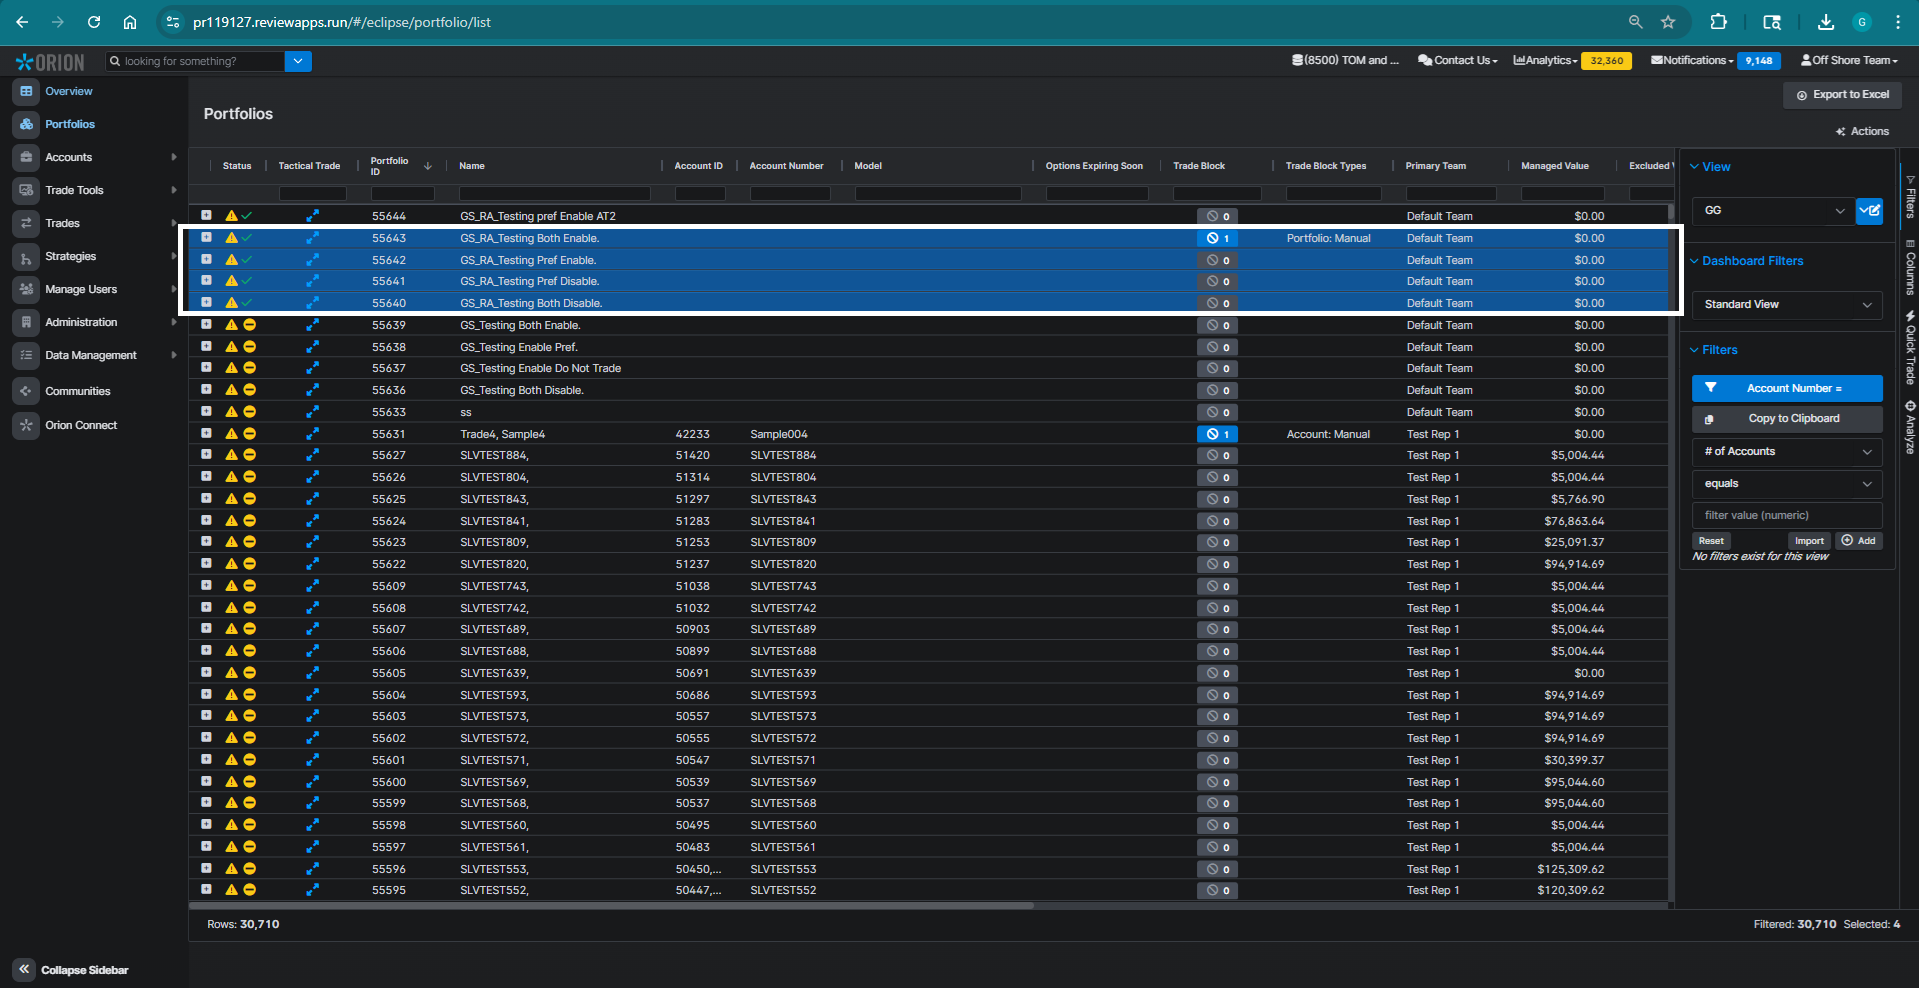 pr119127.reviewapps.run/#/eclipse/portfolio/list
G
ORION
looking for something?
(8500) TOM and ...
Contact Us
Analytics
32,360
Notifications
9,148
Off Shore Team
Overview
Portfolios
Accounts
Trade Tools
Trades
Strategies
Manage Users
Administration
Data Management
Communities
Orion Connect
Collapse Sidebar
Portfolios
Export to Excel
Actions
Status Tactical Trade Portfolio ID Name Account ID Account Number Model Options Expiring Soon Trade Block Trade Block Types Primary Team Managed Value Excluded V
55644 GS_RA_Testing pref Enable AT2 0 Default Team $0.00
55643 GS_RA_Testing Both Enable. 1 Portfolio: Manual Default Team $0.00
55642 GS_RA_Testing Pref Enable. 0 Default Team $0.00
55641 GS_RA_Testing Pref Disable. 0 Default Team $0.00
55640 GS_RA_Testing Both Disable. 0 Default Team $0.00
55639 GS_Testing Both Enable. 0 Default Team $0.00
55638 GS_Testing Enable Pref. 0 Default Team $0.00
55637 GS_Testing Enable Do Not Trade 0 Default Team $0.00
55636 GS_Testing Both Disable. 0 Default Team $0.00
55633 ss 0 Default Team $0.00
55631 Trade4, Sample4 42233 Sample004 1 Account: Manual Test Rep 1 $0.00
55627 SLVTEST884, 51420 SLVTEST884 0 Test Rep 1 $5,004.44
55626 SLVTEST804, 51314 SLVTEST804 0 Test Rep 1 $5,004.44
55625 SLVTEST843, 51297 SLVTEST843 0 Test Rep 1 $5,766.90
55624 SLVTEST841, 51283 SLVTEST841 0 Test Rep 1 $76,863.64
55623 SLVTEST809, 51253 SLVTEST809 0 Test Rep 1 $25,091.37
55622 SLVTEST820, 51237 SLVTEST820 0 Test Rep 1 $94,914.69
55609 SLVTEST743, 51038 SLVTEST743 0 Test Rep 1 $5,004.44
55608 SLVTEST742, 51032 SLVTEST742 0 Test Rep 1 $5,004.44
55607 SLVTEST689, 50903 SLVTEST689 0 Test Rep 1 $5,004.44
55606 SLVTEST688, 50899 SLVTEST688 0 Test Rep 1 $5,004.44
55605 SLVTEST639, 50691 SLVTEST639 0 Test Rep 1 $0.00
55604 SLVTEST593, 50686 SLVTEST593 0 Test Rep 1 $94,914.69
55603 SLVTEST573, 50557 SLVTEST573 0 Test Rep 1 $94,914.69
55602 SLVTEST572, 50555 SLVTEST572 0 Test Rep 1 $94,914.69
55601 SLVTEST571, 50547 SLVTEST571 0 Test Rep 1 $30,399.37
55600 SLVTEST569, 50539 SLVTEST569 0 Test Rep 1 $95,044.60
55599 SLVTEST568, 50537 SLVTEST568 0 Test Rep 1 $95,044.60
55598 SLVTEST560, 50495 SLVTEST560 0 Test Rep 1 $5,004.44
55597 SLVTEST561, 50483 SLVTEST561 0 Test Rep 1 $5,004.44
55596 SLVTEST553, 50450,... SLVTEST553 0 Test Rep 1 $125,309.62
55595 SLVTEST552, 50447,... SLVTEST552 0 Test Rep 1 $120,309.62
Rows: 30,710
Filtered: 30,710 Selected: 4
View
GG
Dashboard Filters
Standard View
Filters
Account Number =
Copy to Clipboard
# of Accounts
equals
filter value (numeric)
Reset Import Add
No filters exist for this view
Filters
Columns
Quick Trade
Analyze